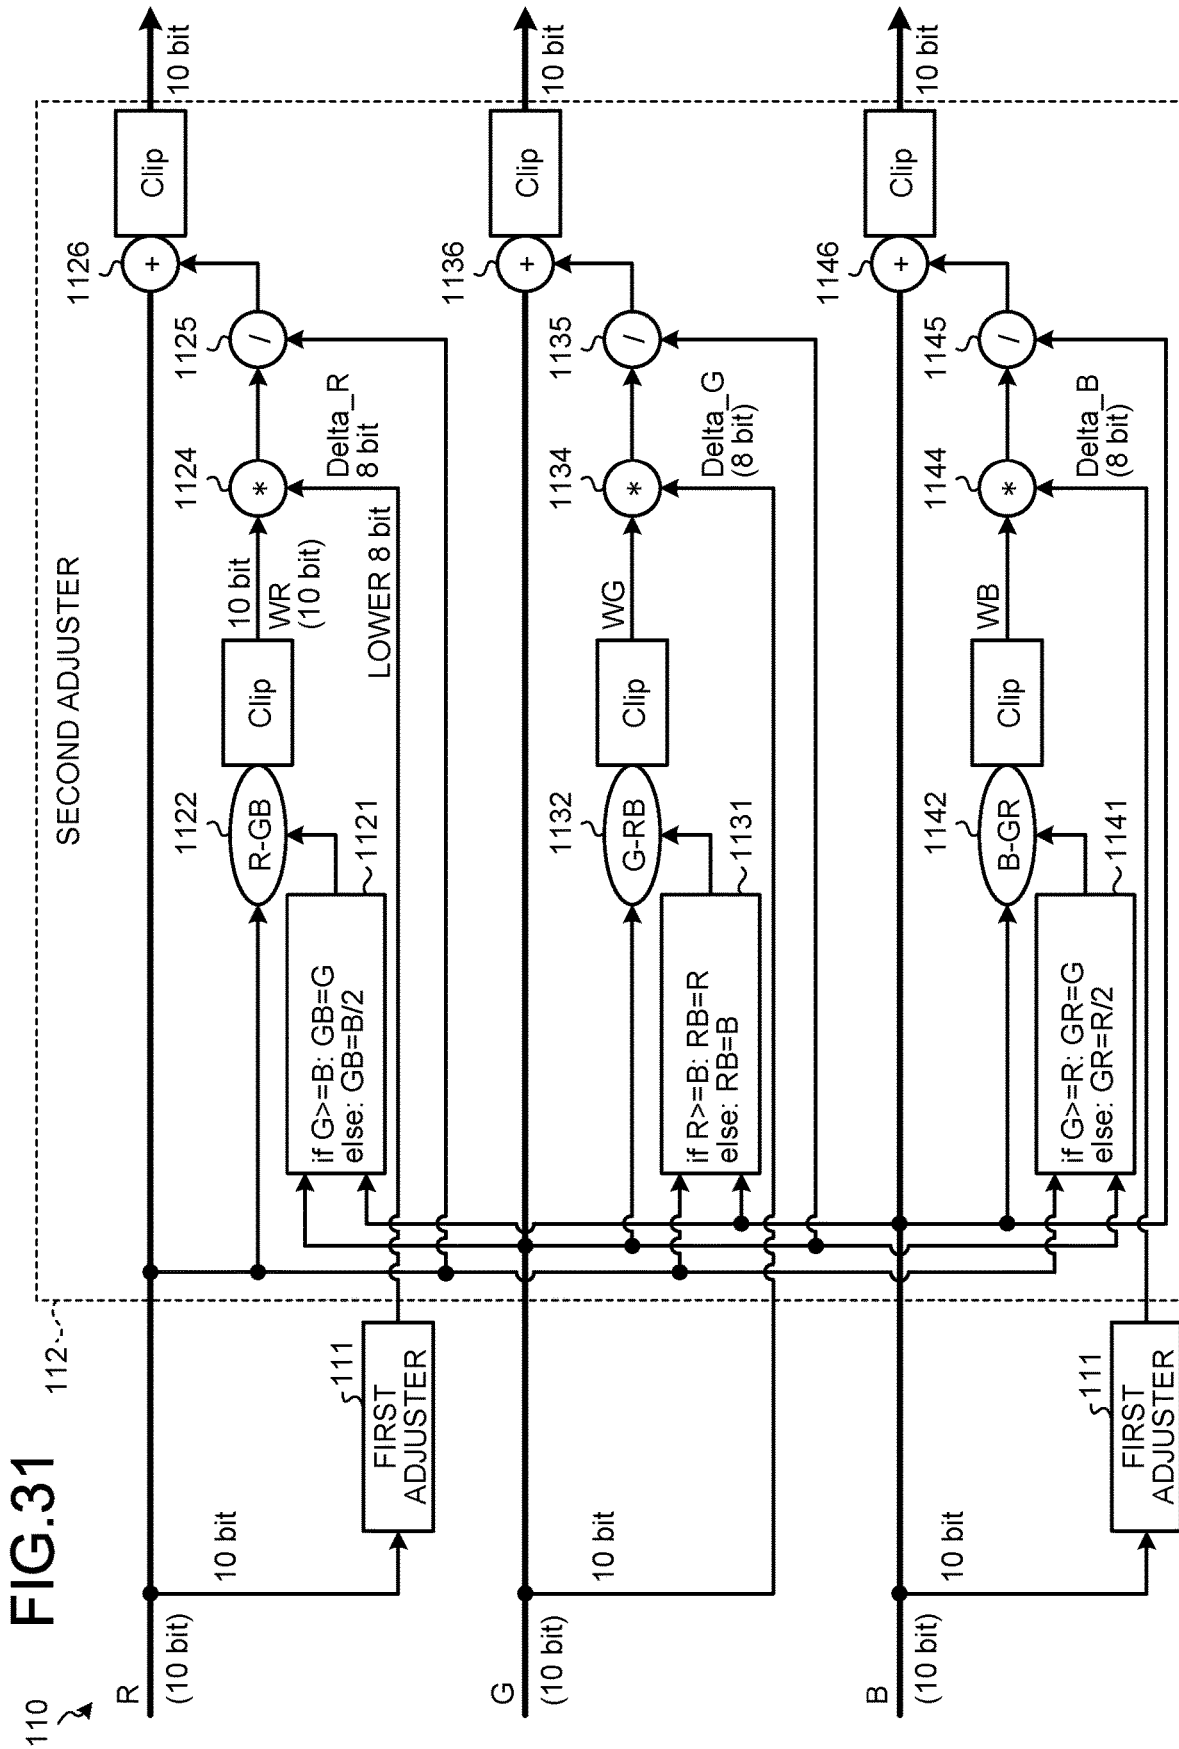 FIG.31
110
112
SECOND ADJUSTER
R
(10 bit)
10 bit
FIRST
ADJUSTER
111
if G>=B: GB=G
else: GB=B/2
1121
R-GB
1122
Clip
10 bit
WR
(10 bit)
LOWER 8 bit
*
1124
Delta_R
8 bit
/
1125
+
1126
Clip
10 bit
G
(10 bit)
10 bit
if R>=B: RB=R
else: RB=B
1131
G-RB
1132
Clip
WG
*
1134
Delta_G
(8 bit)
/
1135
+
1136
Clip
10 bit
B
(10 bit)
10 bit
FIRST
ADJUSTER
111
if G>=R: GR=G
else: GR=R/2
1141
B-GR
1142
Clip
WB
*
1144
Delta_B
(8 bit)
/
1145
+
1146
Clip
10 bit